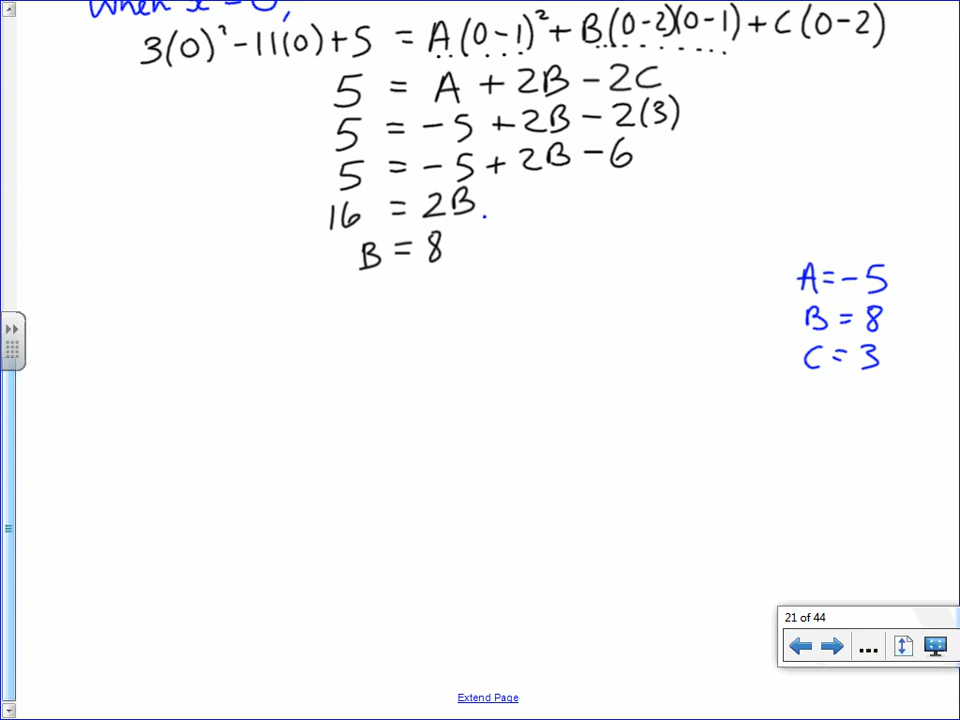 When x = 0,
3(0)² - 11(0) + 5 = A(0-1)² + B(0-2)(0-1) + C(0-2)
5 = A + 2B - 2C
5 = -5 + 2B - 2(3)
5 = -5 + 2B - 6
16 = 2B.
B = 8
A = -5
B = 8
C = 3
21 of 44
...
Extend Page